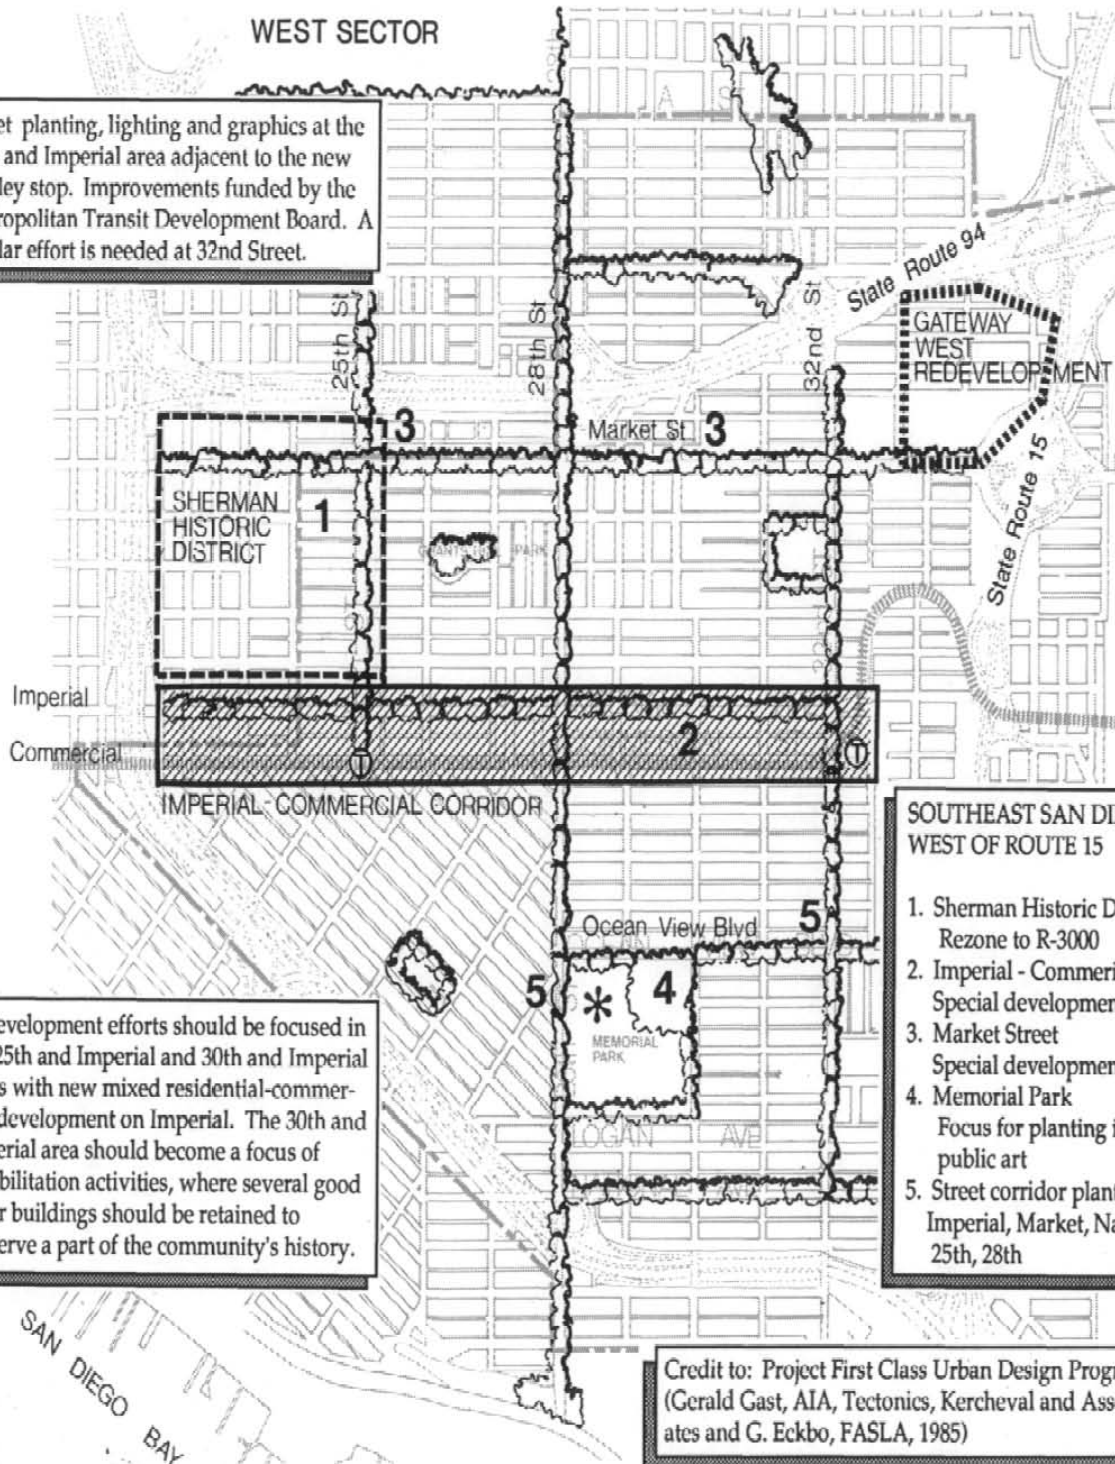 WEST SECTOR
et planting, lighting and graphics at the
and Imperial area adjacent to the new
ley stop. Improvements funded by the
ropolitan Transit Development Board. A
lar effort is needed at 32nd Street.
A ST
State Route 94
25th St
28th St
32nd St
GATEWAY
WEST
REDEVELOPMENT
3
Market St 3
State Route 15
SHERMAN
HISTORIC
DISTRICT
1
PARK
Imperial
Commercial
2
T
T
IMPERIAL-COMMERCIAL CORRIDOR
SOUTHEAST SAN DI
WEST OF ROUTE 15
1. Sherman Historic D
Rezone to R-3000
2. Imperial - Commeri
Special developmen
3. Market Street
Special developmen
4. Memorial Park
Focus for planting i
public art
5. Street corridor plant
Imperial, Market, Na
25th, 28th
Ocean View Blvd
5
5
*
4
MEMORIAL
PARK
LOGAN AVE
evelopment efforts should be focused in
25th and Imperial and 30th and Imperial
s with new mixed residential-commer-
development on Imperial. The 30th and
erial area should become a focus of
bilitation activities, where several good
r buildings should be retained to
erve a part of the community's history.
SAN DIEGO BAY
Credit to: Project First Class Urban Design Progr
(Gerald Gast, AIA, Tectonics, Kercheval and Ass
ates and G. Eckbo, FASLA, 1985)